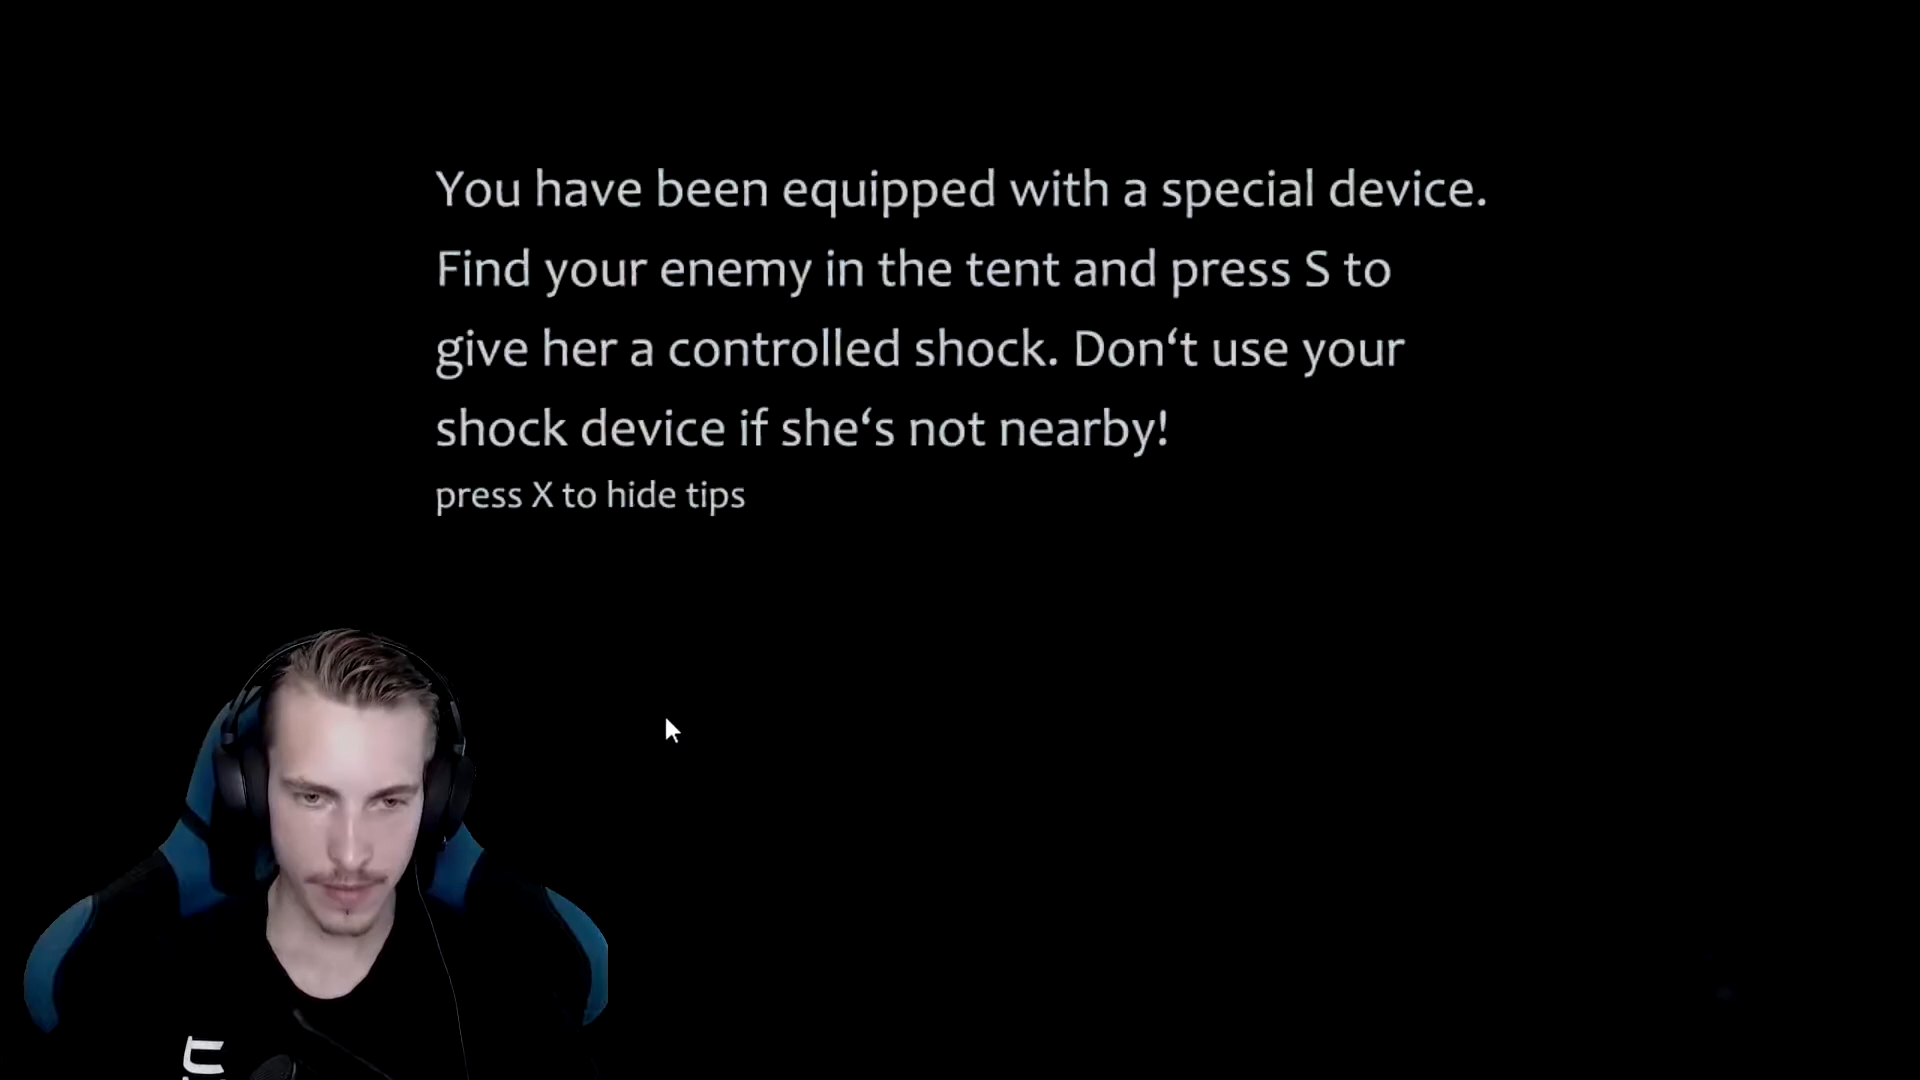 You have been equipped with a special device.
Find your enemy in the tent and press S to
give her a controlled shock. Don‘t use your
shock device if she‘s not nearby!
press X to hide tips